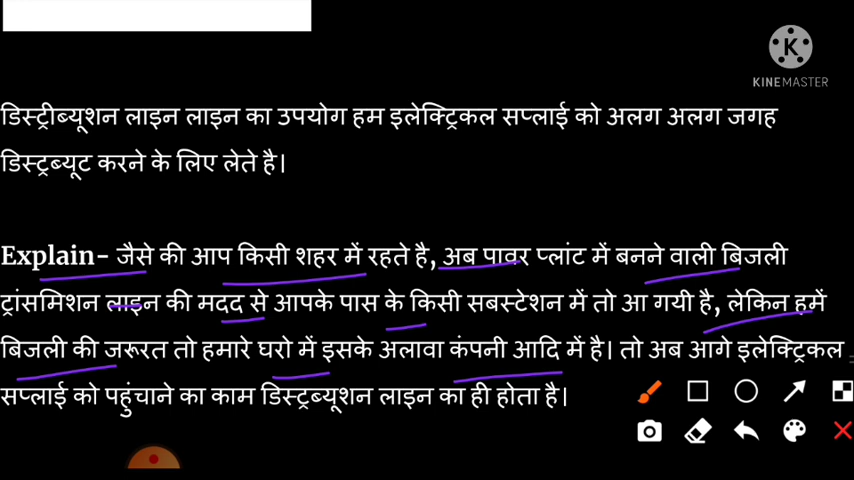 KINEMASTER
डिस्ट्रीब्यूशन लाइन लाइन का उपयोग हम इलेक्ट्रिकल सप्लाई को अलग अलग जगह
डिस्ट्रब्यूट करने के लिए लेते है।
Explain- जैसे की आप किसी शहर में रहते है, अब पावर प्लांट में बनने वाली बिजली
ट्रांसमिशन लाइन की मदद से आपके पास के किसी सबस्टेशन में तो आ गयी है, लेकिन हमें
बिजली की जरूरत तो हमारे घरो में इसके अलावा कंपनी आदि में है। तो अब आगे इलेक्ट्रिकल
सप्लाई को पहुंचाने का काम डिस्ट्रब्यूशन लाइन का ही होता है।